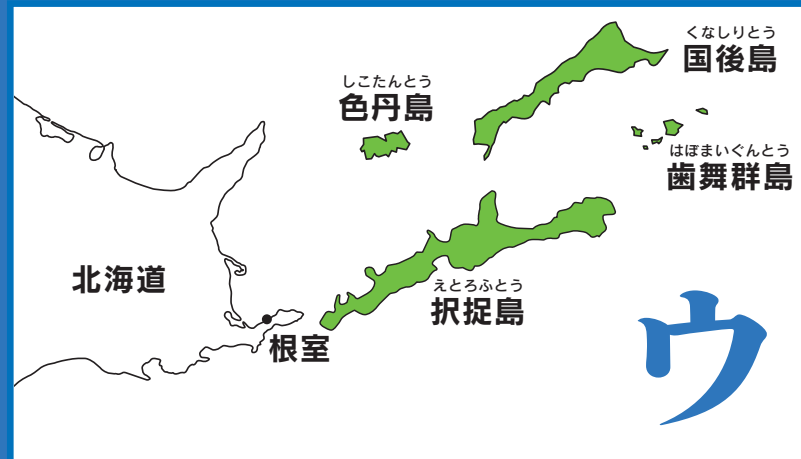 くなしりとう
国後島
しこたんとう
色丹島
はぼまいぐんとう
歯舞群島
北海道
えとろふとう
択捉島
根室
ウ